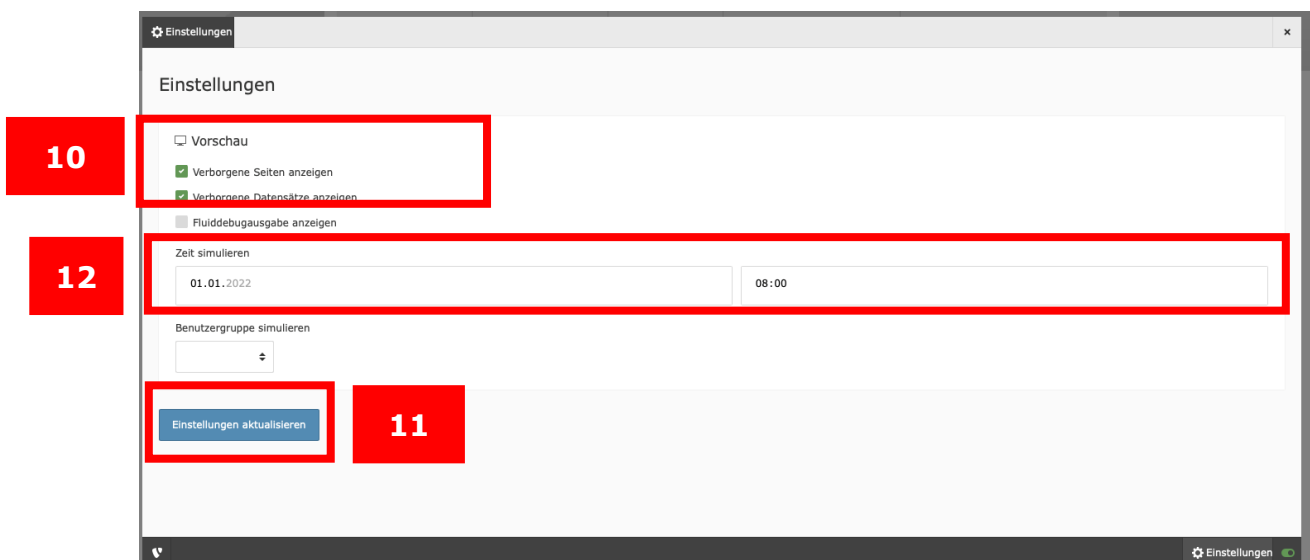 Einstellungen
×
Einstellungen
10
Vorschau
Verborgene Seiten anzeigen
Verborgene Datensätze anzeigen
Fluiddebugausgabe anzeigen
12
Zeit simulieren
01.01.2022 08:00
Benutzergruppe simulieren
Einstellungen aktualisieren
11
Einstellungen